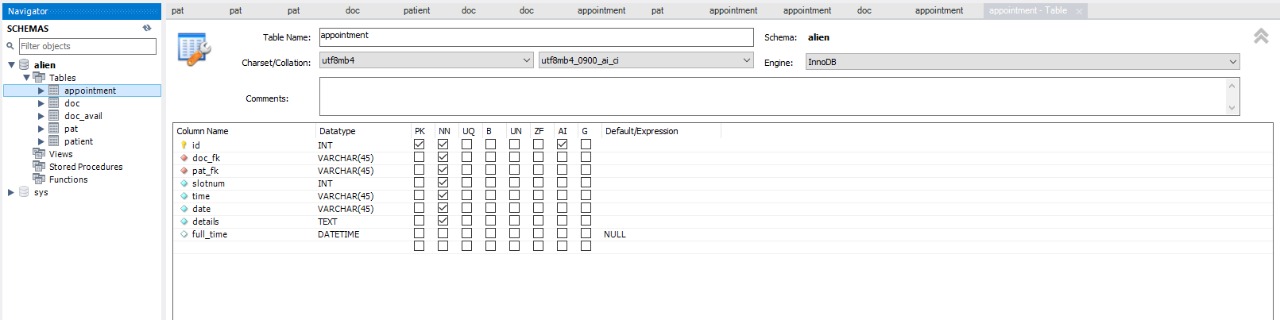 Navigator
pat pat pat doc patient doc doc appointment pat appointment appointment doc appointment appointment - Table
SCHEMAS
Filter objects
alien
Tables
appointment
doc
doc_avail
pat
patient
Views
Stored Procedures
Functions
sys
Table Name: appointment Schema: alien
Charset/Collation: utf8mb4 utf8mb4_0900_ai_ci Engine: InnoDB
Comments:
Column Name Datatype PK NN UQ B UN ZF AI G Default/Expression
id INT
doc_fk VARCHAR(45)
pat_fk VARCHAR(45)
slotnum INT
time VARCHAR(45)
date VARCHAR(45)
details TEXT
full_time DATETIME NULL